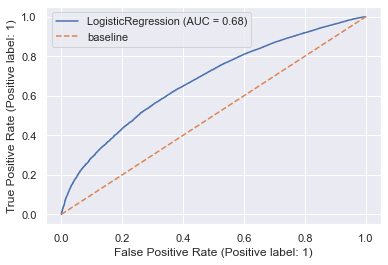 LogisticRegression (AUC = 0.68)
baseline
1.0
0.8
0.6
0.4
0.2
0.0
True Positive Rate (Positive label: 1)
0.0 0.2 0.4 0.6 0.8 1.0
False Positive Rate (Positive label: 1)